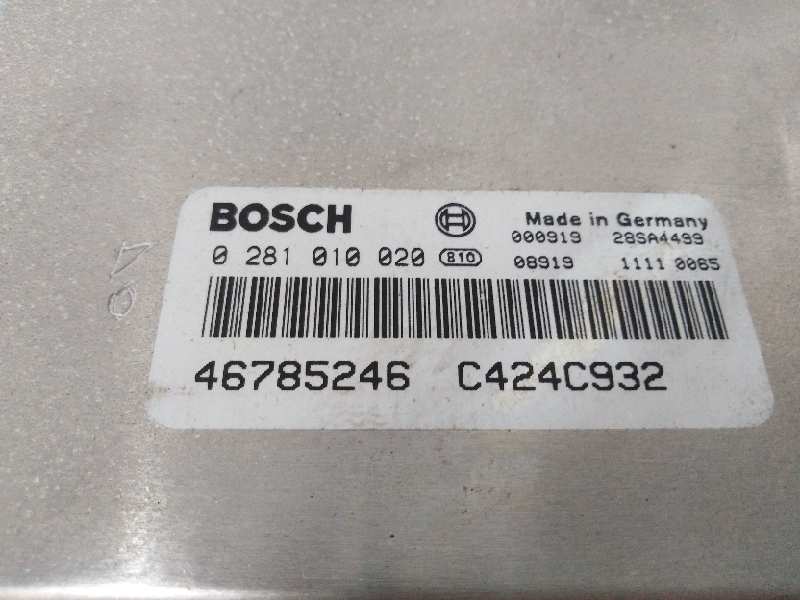 BOSCH
Made in Germany
000919 28SA4499
0 281 010 020 810
08919 1111 0065
46785246 C424C932